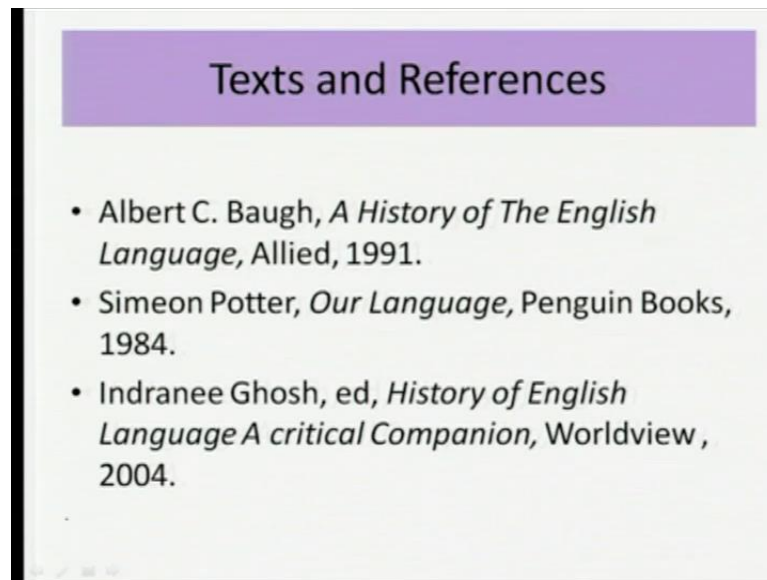 Texts and References
• Albert C. Baugh, A History of The English
Language, Allied, 1991.
• Simeon Potter, Our Language, Penguin Books,
1984.
• Indranee Ghosh, ed, History of English
Language A critical Companion, Worldview ,
2004.